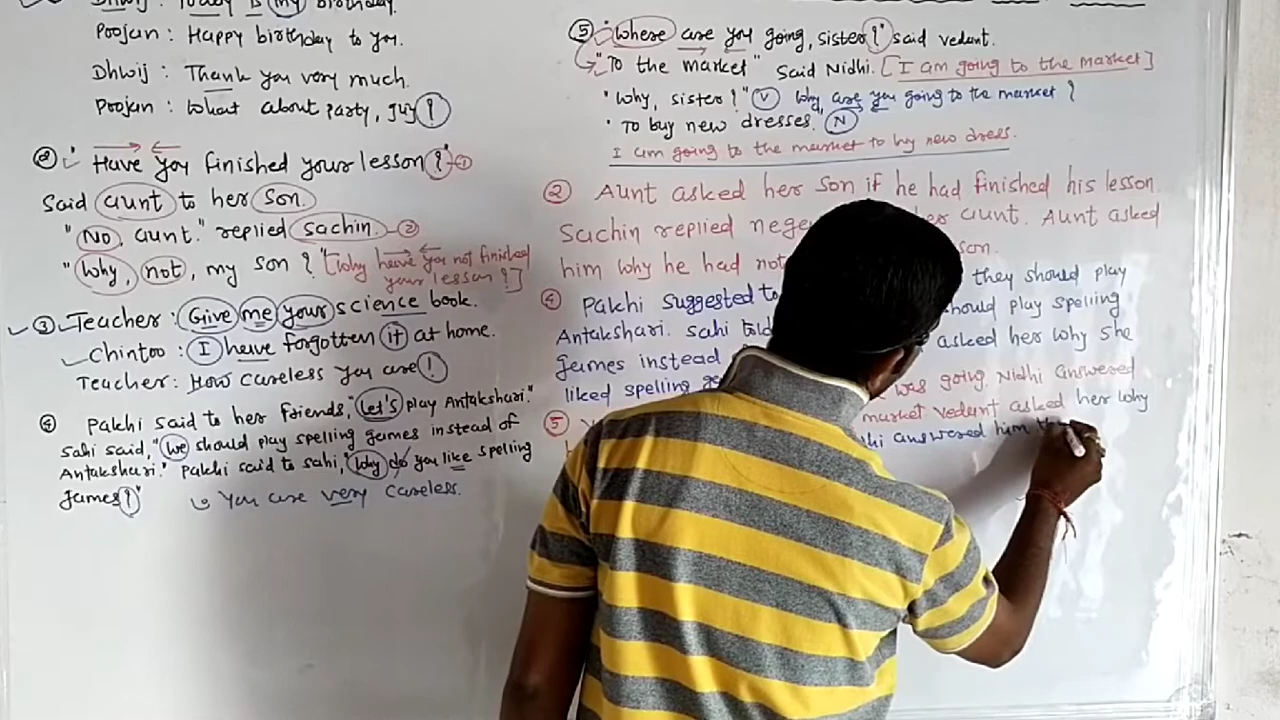 Dhwij : Today is my birthday.
Poojan : Happy birthday to you.
Dhwij : Thank you very much.
Poojan : What about party, guy ?
② " Have you finished your lesson ?" ①
Said aunt to her son.
" No, aunt." replied sachin. ②
" Why, not, my son ? "[Why have you not finished
your lesson ?]
③ Teacher : Give me your science book.
Chintoo : I have forgotten it at home.
Teacher : How careless you are !
④ Pakhi said to her friends, "Let's play Antakshari."
Sahi said, "We should play spelling games instead of
Antakshari." Pakhi said to sahi, "Why do you like spelling
games ?"
You are very careless.
⑤ "Where are you going, sister ?" said vedant.
"To the market" said Nidhi. [I am going to the market]
"Why, sister ?" V Why are you going to the market ?
"To buy new dresses." N
I am going to the market to buy new dress.
② Aunt asked her son if he had finished his lesson.
Sachin replied aunt. Aunt asked
him why he had not
④ Pakhi suggested to they should play
Antakshari. Sahi told should play spelling
games instead asked her why she
liked spelling
⑤ was going. Nidhi answered
market vedant asked her why
answered him